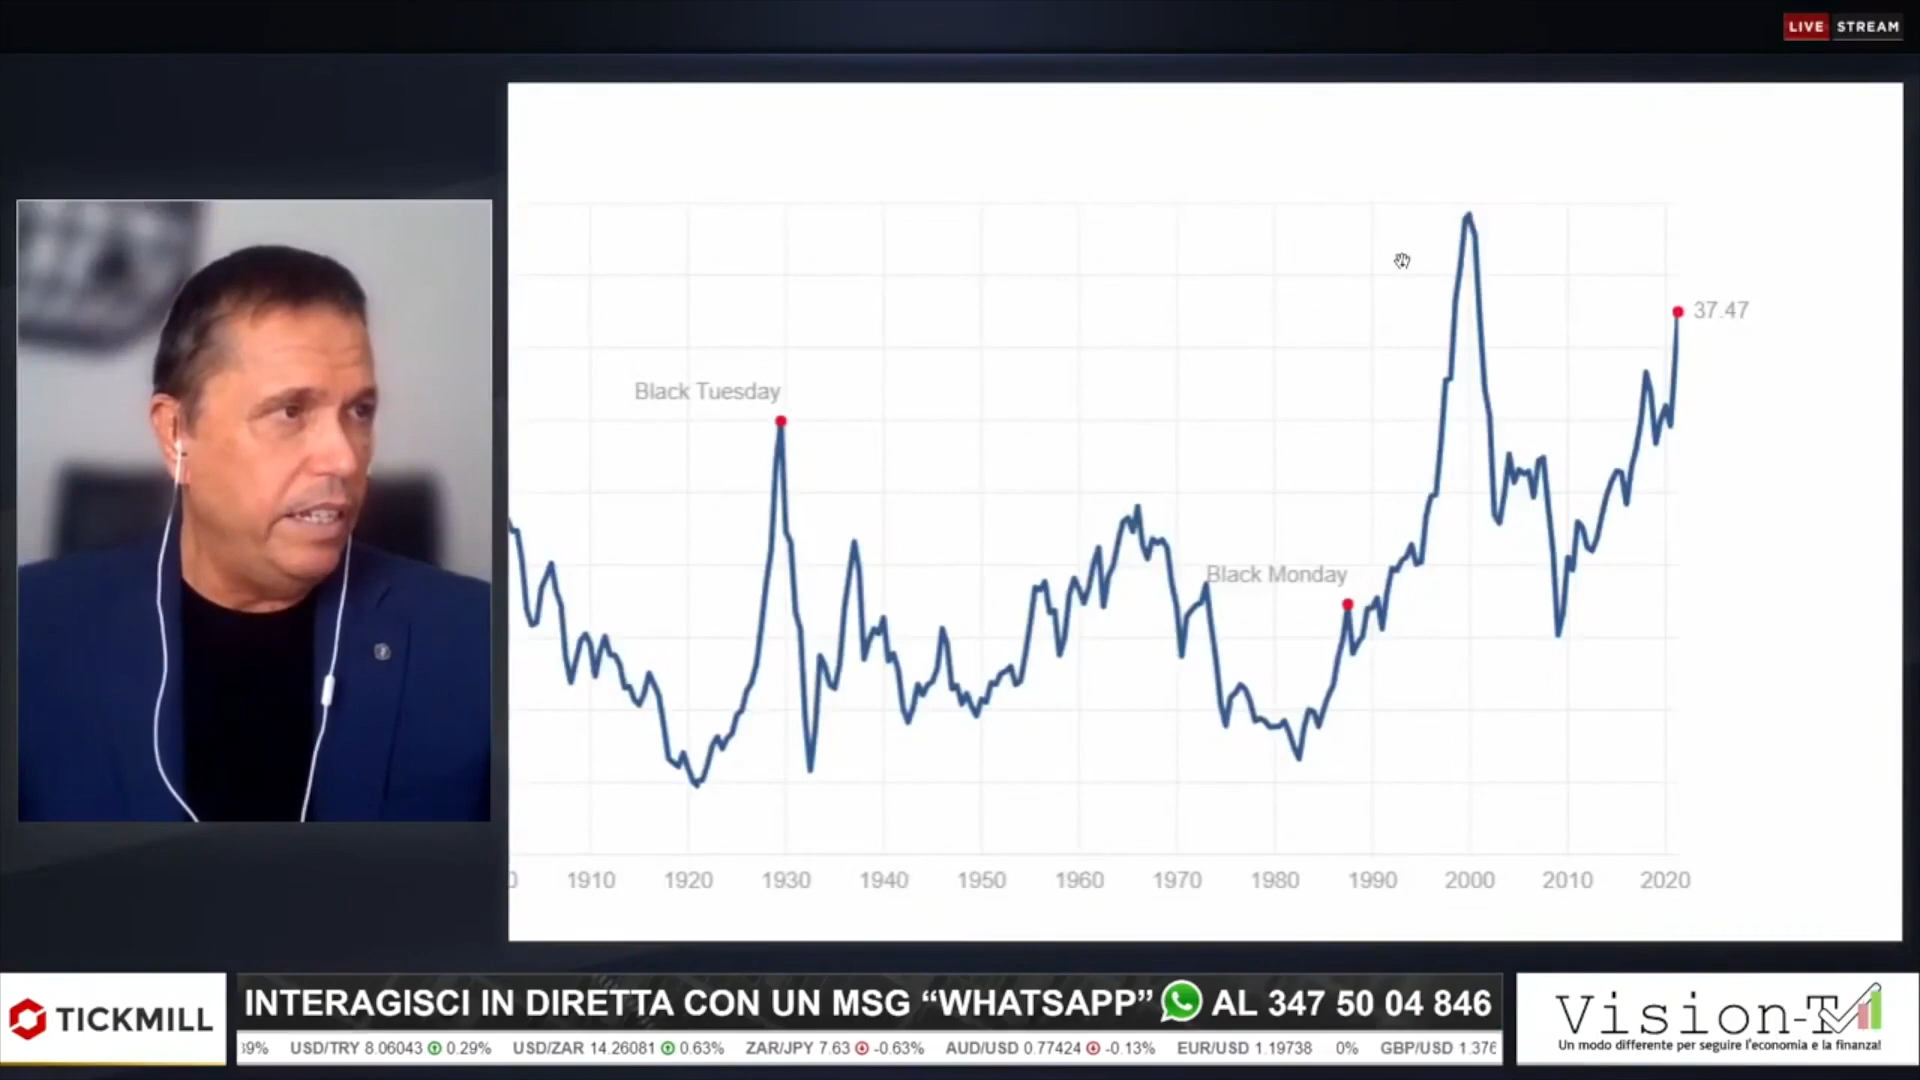 LIVE STREAM
37.47
Black Tuesday
Black Monday
1910 1920 1930 1940 1950 1960 1970 1980 1990 2000 2010 2020
TICKMILL
INTERAGISCI IN DIRETTA CON UN MSG “WHATSAPP” AL 347 50 04 846
39% USD/TRY 8.06043 0.29% USD/ZAR 14.26081 0.63% ZAR/JPY 7.63 -0.63% AUD/USD 0.77424 -0.13% EUR/USD 1.19738 0% GBP/USD 1.376
Vision-T
Un modo differente per seguire l'economia e la finanza!